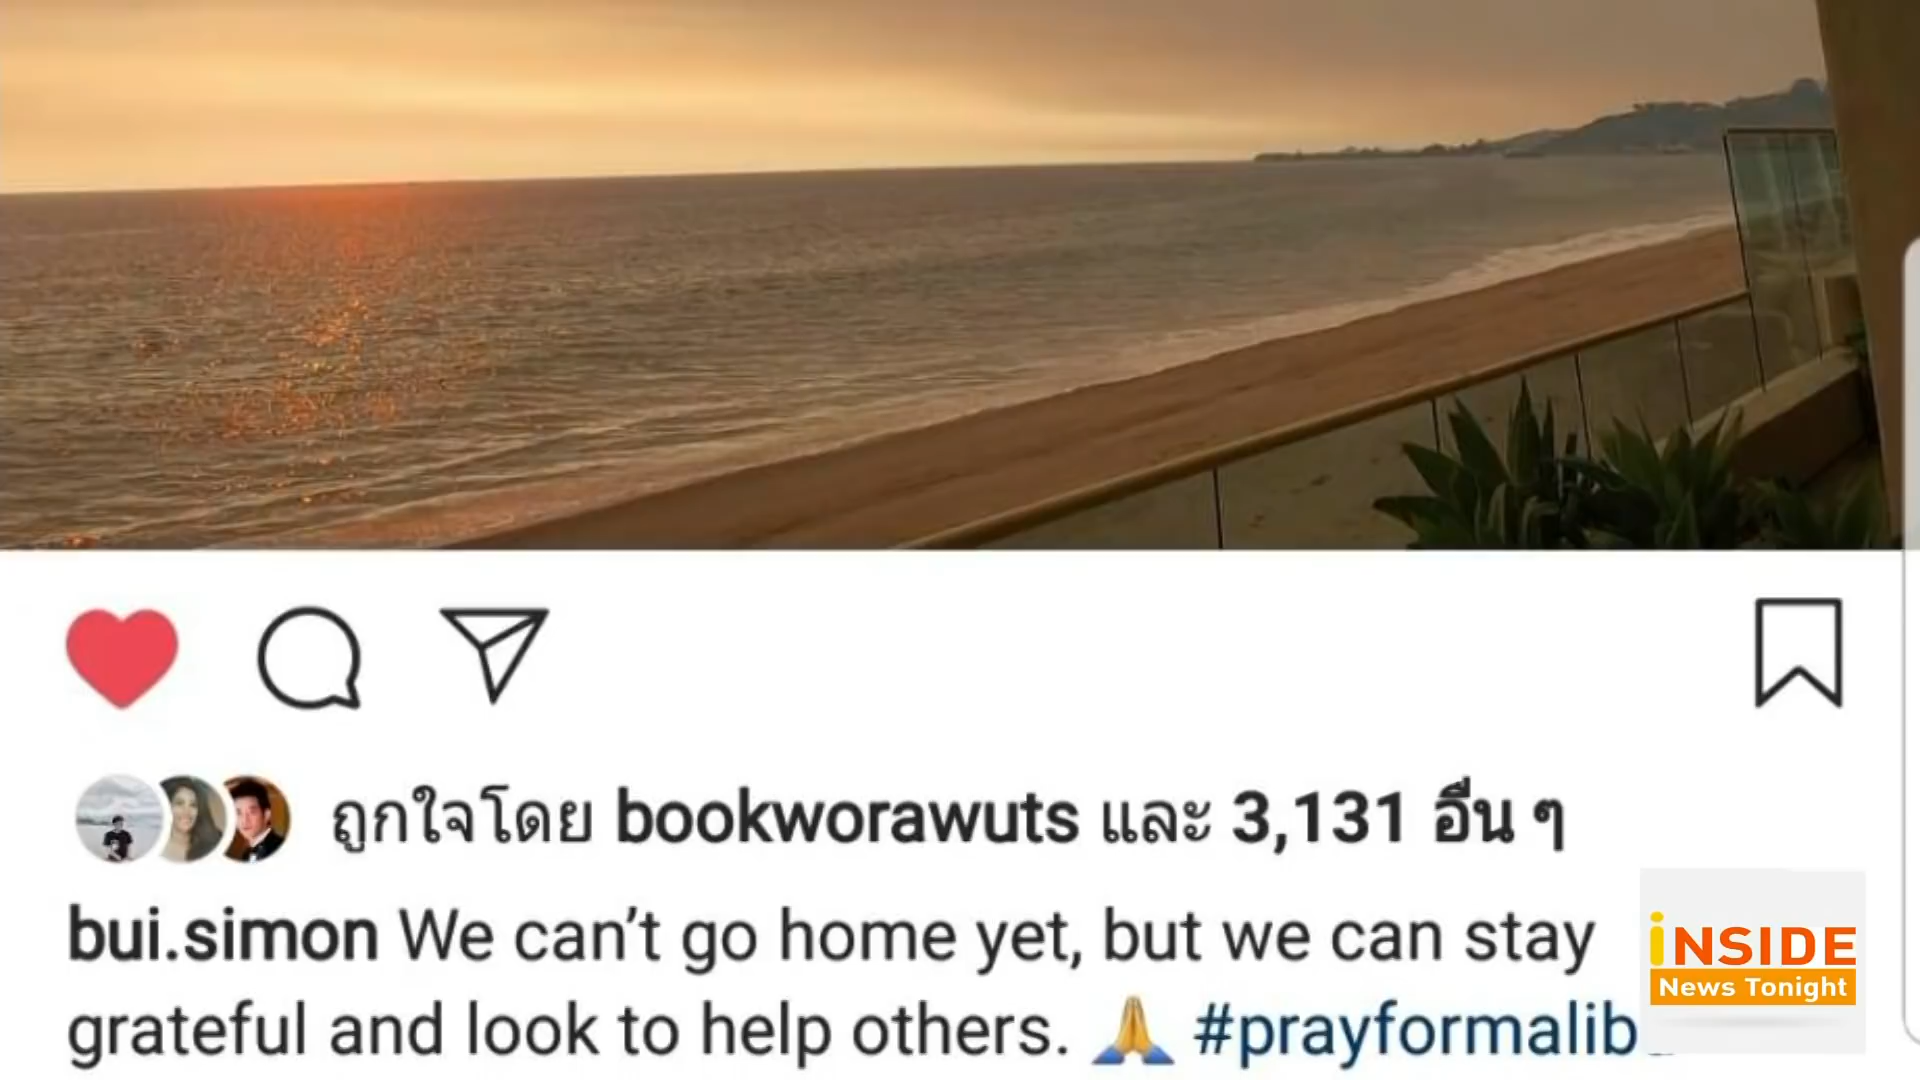 ถูกใจโดย bookworawuts และ 3,131 อื่น ๆ
bui.simon We can’t go home yet, but we can stay
grateful and look to help others. 🙏 #prayformalib
iNSIDE
News Tonight